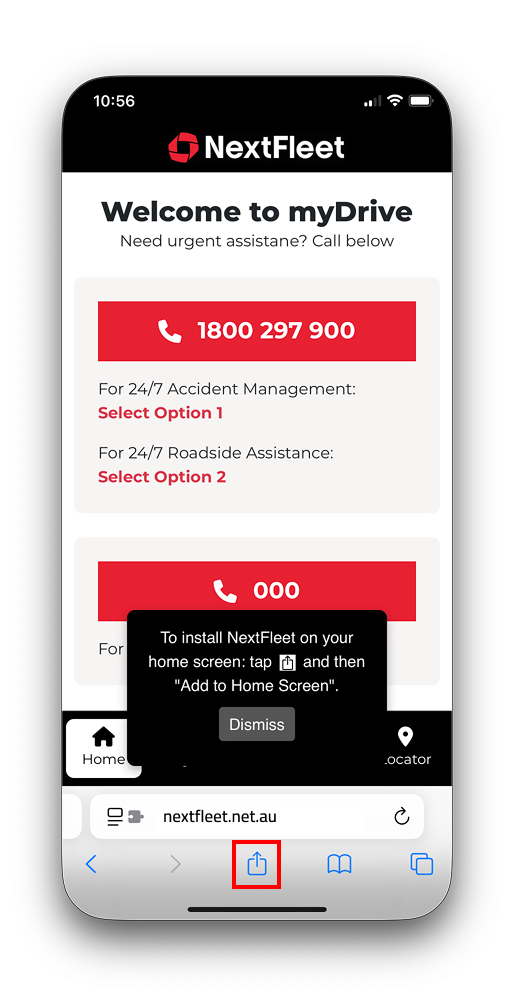 10:56
NextFleet
Welcome to myDrive
Need urgent assistane? Call below
1800 297 900
For 24/7 Accident Management:
Select Option 1
For 24/7 Roadside Assistance:
Select Option 2
000
For
To install NextFleet on your
home screen: tap and then
"Add to Home Screen".
Dismiss
Home
ocator
nextfleet.net.au